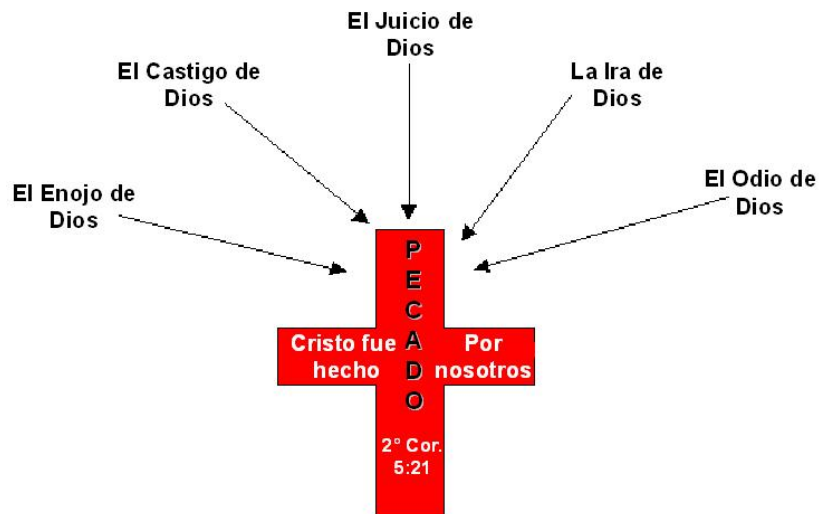 El Juicio de
Dios
El Castigo de
Dios
La Ira de
Dios
El Enojo de
Dios
El Odio de
Dios
PECADO
Cristo fue
hecho
Por
nosotros
2° Cor.
5:21